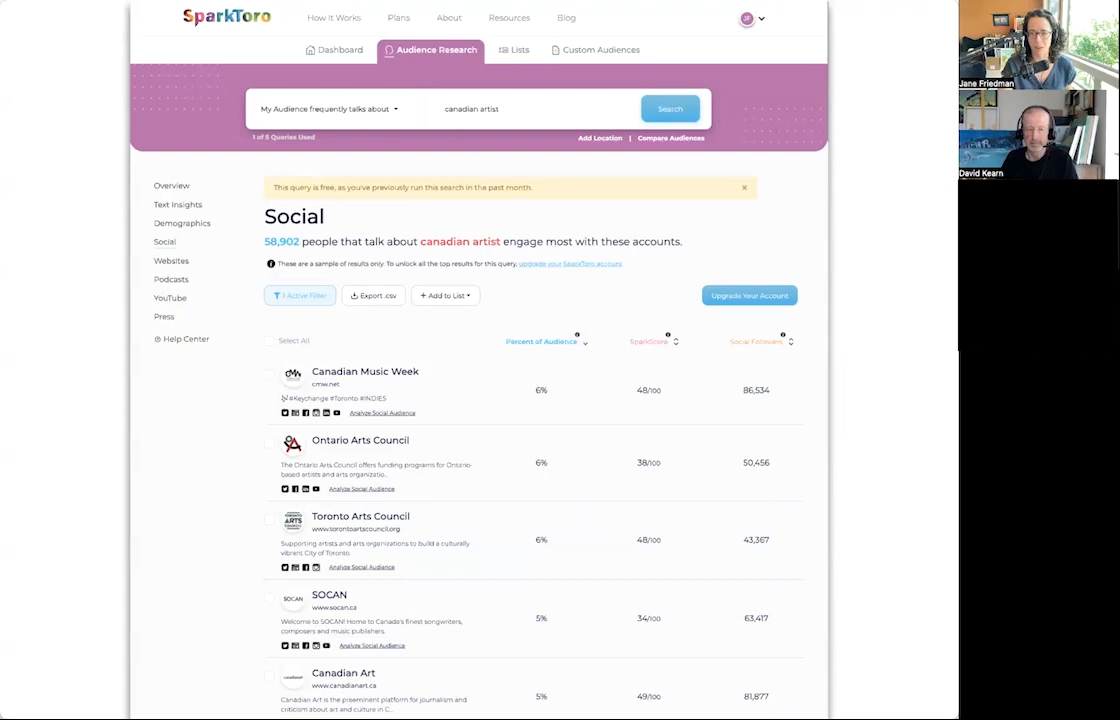 SparkToro
How It Works
Plans
About
Resources
Blog
JF
Dashboard
Audience Research
Lists
Custom Audiences
My Audience frequently talks about
canadian artist
Search
1 of 5 Queries Used
Add Location | Compare Audiences
Overview
Text Insights
Demographics
Social
Websites
Podcasts
YouTube
Press
Help Center
This query is free, as you've previously run this search in the past month.
×
Social
58,902 people that talk about canadian artist engage most with these accounts.
These are a sample of results only. To unlock all the top results for this query, upgrade your SparkToro account
1 Active Filter
Export .csv
+ Add to List
Upgrade Your Account
Select All
Percent of Audience
SparkScore
Social Followers
CMW
Canadian Music Week
cmw.net
#Keychange #Toronto #INDIES
Analyze Social Audience
6%
48/100
86,534
Ontario Arts Council
The Ontario Arts Council offers funding programs for Ontario-
based artists and arts organizatio...
Analyze Social Audience
6%
38/100
50,456
TORONTO
ARTS
COUNCIL
Toronto Arts Council
www.torontoartscouncil.org
Supporting artists and arts organizations to build a culturally
vibrant City of Toronto.
Analyze Social Audience
6%
48/100
43,367
SOCAN
SOCAN
www.socan.ca
Welcome to SOCAN! Home to Canada's finest songwriters,
composers and music publishers.
Analyze Social Audience
5%
34/100
63,417
canadianart
Canadian Art
www.canadianart.ca
Canadian Art is the preeminent platform for journalism and
criticism about art and culture in C...
5%
49/100
81,877
Jane Friedman
David Kearn